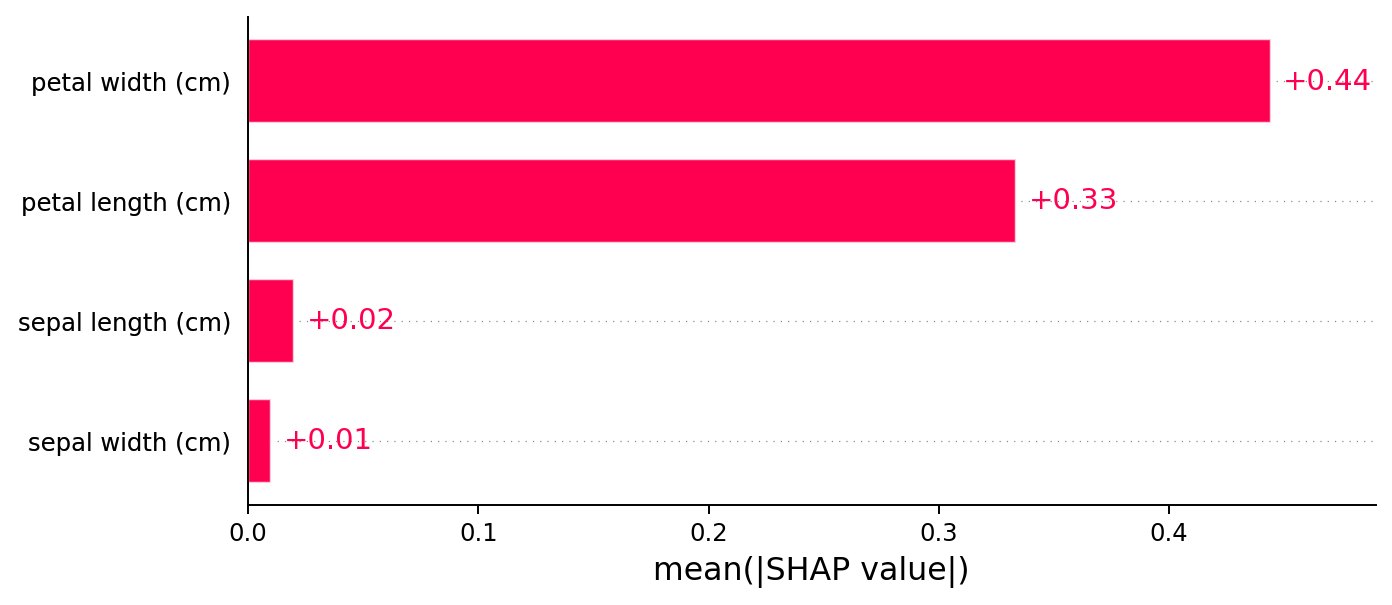 petal width (cm)
+0.44
petal length (cm)
+0.33
sepal length (cm)
+0.02
sepal width (cm)
+0.01
0.0 0.1 0.2 0.3 0.4
mean(|SHAP value|)